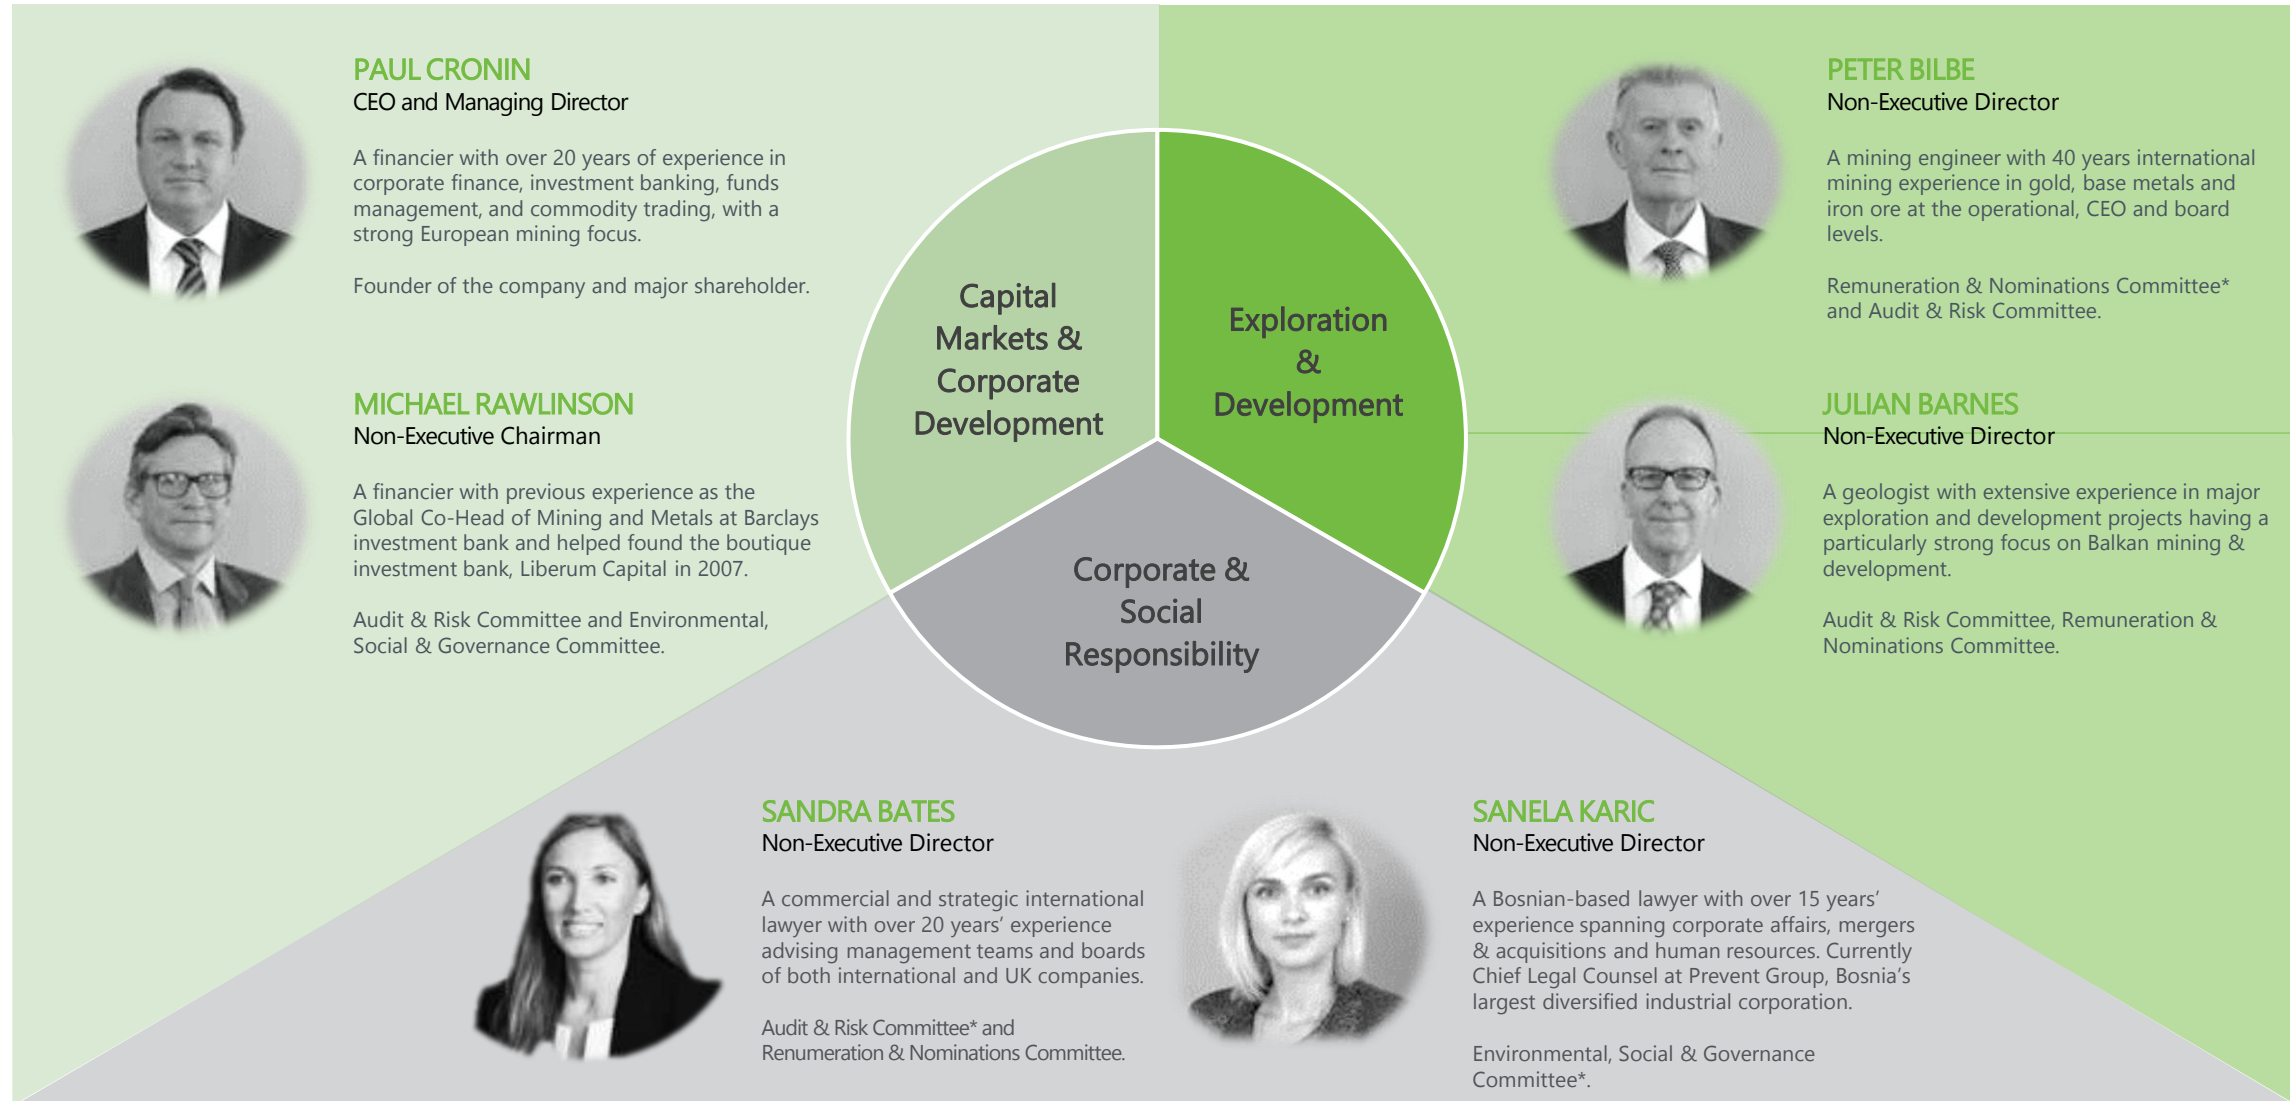 PAUL CRONIN
CEO and Managing Director
A financier with over 20 years of experience in
corporate finance, investment banking, funds
management, and commodity trading, with a
strong European mining focus.
Founder of the company and major shareholder.
MICHAEL RAWLINSON
Non-Executive Chairman
A financier with previous experience as the
Global Co-Head of Mining and Metals at Barclays
investment bank and helped found the boutique
investment bank, Liberum Capital in 2007.
Audit & Risk Committee and Environmental,
Social & Governance Committee.
Capital
Markets &
Corporate
Development
Exploration
&
Development
Corporate &
Social
Responsibility
PETER BILBE
Non-Executive Director
A mining engineer with 40 years international
mining experience in gold, base metals and
iron ore at the operational, CEO and board
levels.
Remuneration & Nominations Committee*
and Audit & Risk Committee.
JULIAN BARNES
Non-Executive Director
A geologist with extensive experience in major
exploration and development projects having a
particularly strong focus on Balkan mining &
development.
Audit & Risk Committee, Remuneration &
Nominations Committee.
SANDRA BATES
Non-Executive Director
A commercial and strategic international
lawyer with over 20 years’ experience
advising management teams and boards
of both international and UK companies.
Audit & Risk Committee* and
Renumeration & Nominations Committee.
SANELA KARIC
Non-Executive Director
A Bosnian-based lawyer with over 15 years’
experience spanning corporate affairs, mergers
& acquisitions and human resources. Currently
Chief Legal Counsel at Prevent Group, Bosnia’s
largest diversified industrial corporation.
Environmental, Social & Governance
Committee*.